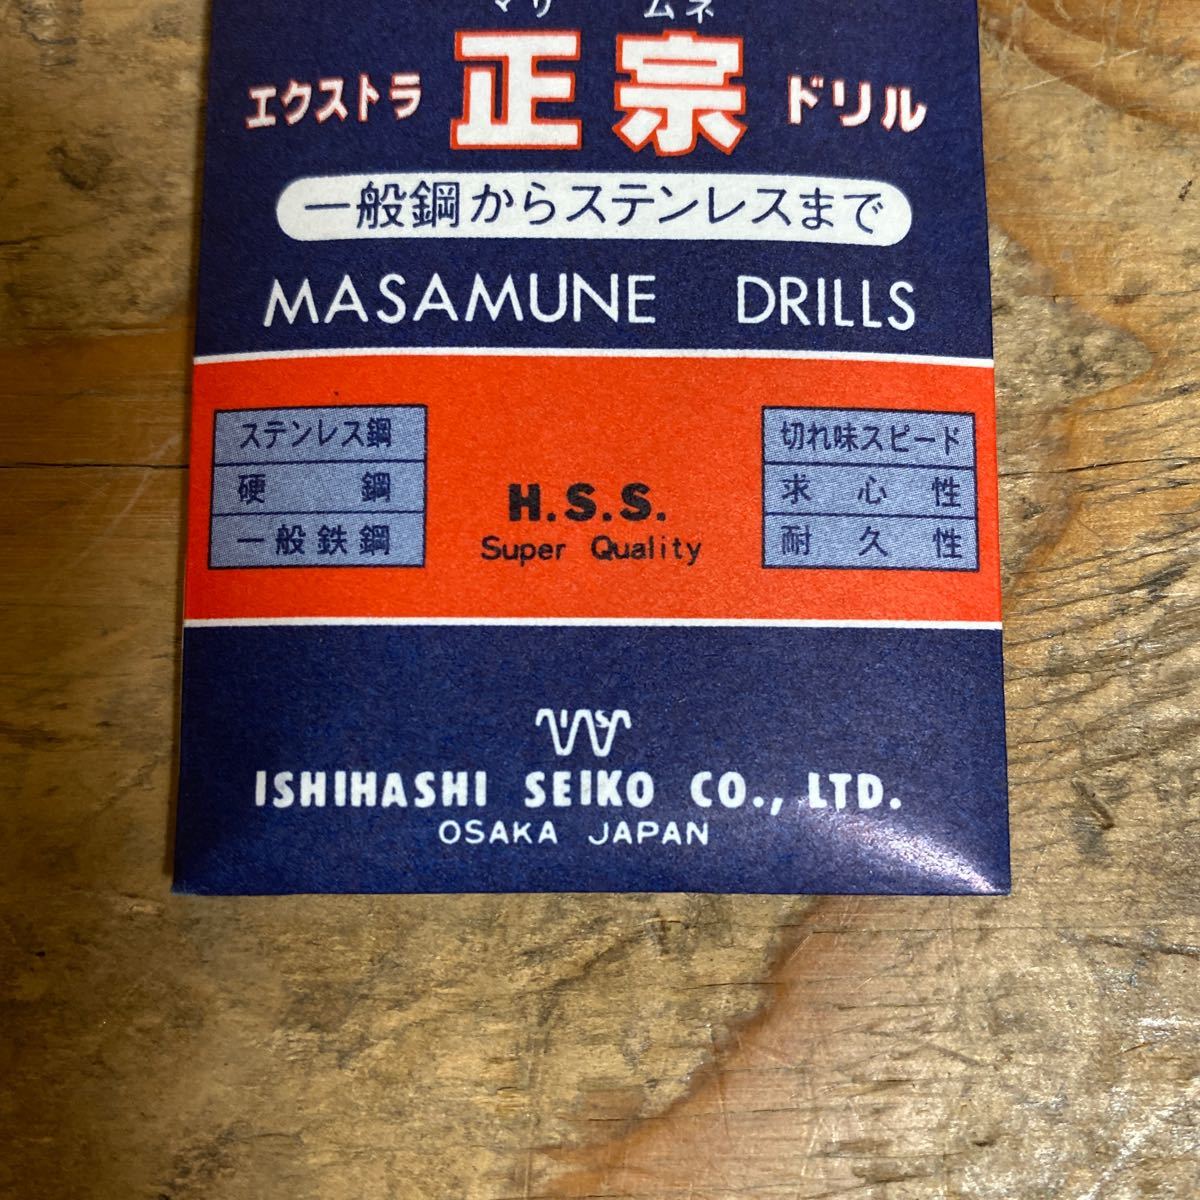 マサムネ
エクストラ 正宗 ドリル
一般鋼からステンレスまで
MASAMUNE DRILLS
ステンレス鋼
硬鋼
一般鉄鋼
H.S.S.
Super Quality
切れ味スピード
求心性
耐久性
ISHIHASHI SEIKO CO., LTD.
OSAKA JAPAN